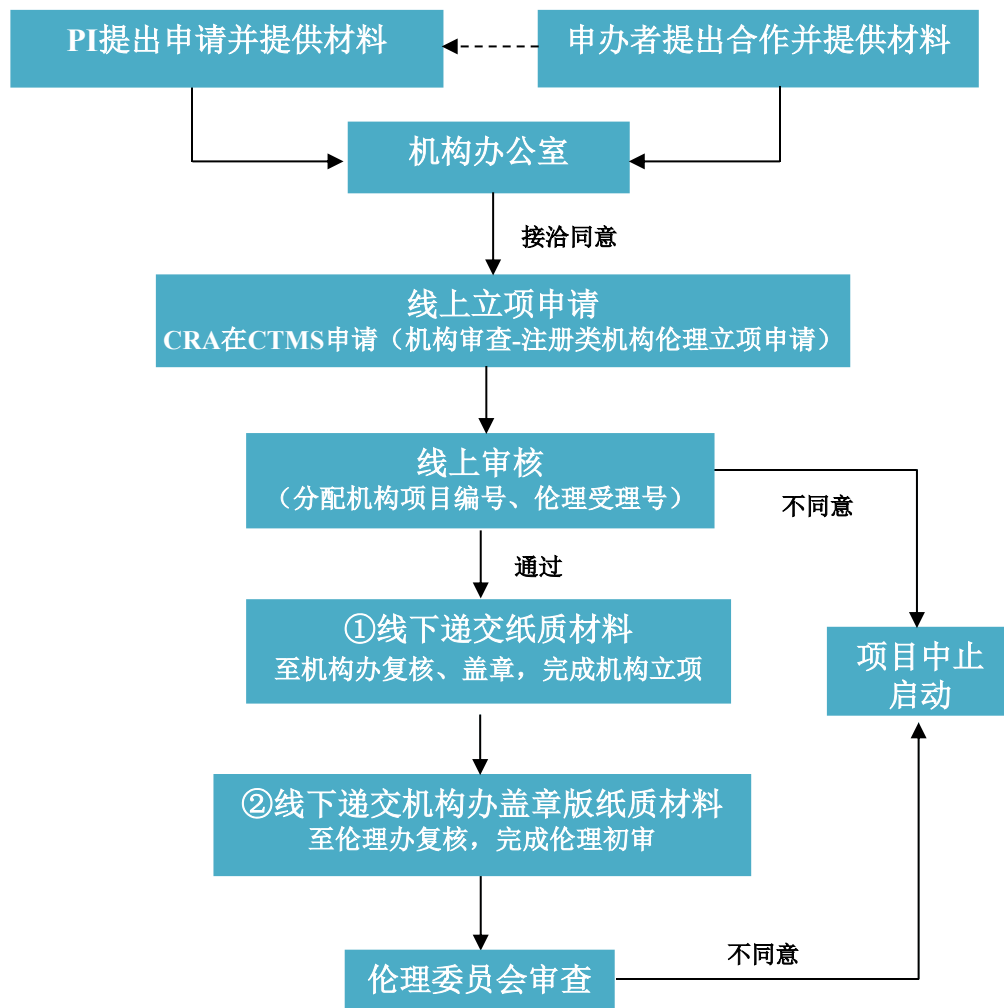 PI提出申请并提供材料
申办者提出合作并提供材料
机构办公室
接洽同意
线上立项申请
CRA在CTMS申请（机构审查-注册类机构伦理立项申请）
线上审核
（分配机构项目编号、伦理受理号）
不同意
通过
①线下递交纸质材料
至机构办复核、盖章，完成机构立项
项目中止
启动
②线下递交机构办盖章版纸质材料
至伦理办复核，完成伦理初审
不同意
伦理委员会审查